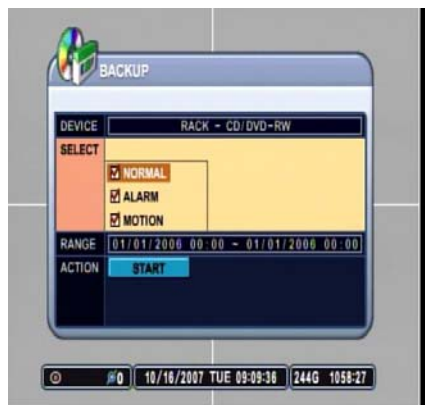 BACKUP
DEVICE RACK - CD/DVD-RW
SELECT
NORMAL
ALARM
MOTION
RANGE 01/01/2006 00:00 ~ 01/01/2006 00:00
ACTION START
0 10/16/2007 TUE 09:09:36 244G 1058:27